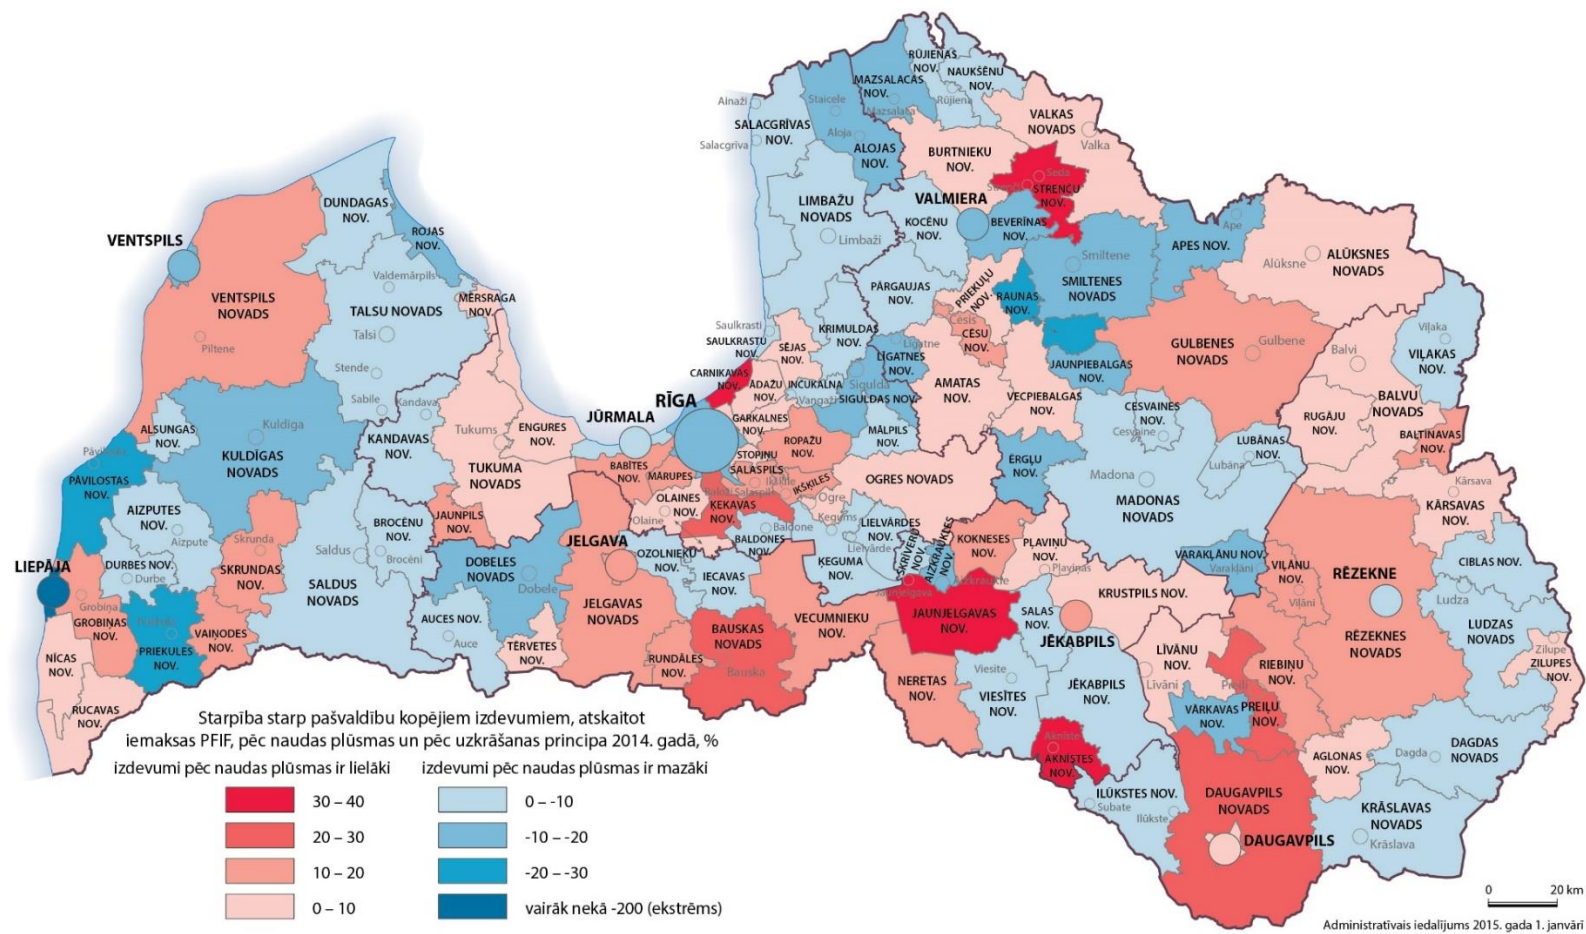 RŪJIENAS
NOV.
NAUKŠĒNU
NOV.
MAZSALACAS
NOV.
Rūjiena
Mazsalaca
Staicele
Ainaži
VALKAS
NOVADS
Valka
SALACGRĪVAS
NOV.
Salacgrīva
Aloja
ALOJAS
NOV.
BURTNIEKU
NOV.
Seda
STRENČU
NOV.
VALMIERA
LIMBAŽU
NOVADS
Limbaži
KOCĒNU
NOV.
BEVERĪNAS
NOV.
Ape
APES NOV.
DUNDAGAS
NOV.
ROJAS
NOV.
VENTSPILS
Smiltene
SMILTENES
NOVADS
Alūksne
ALŪKSNES
NOVADS
Valdemārpils
VENTSPILS
NOVADS
MĒRSRAGA
NOV.
PĀRGAUJAS
NOV.
PRIEKUĻU
NOV.
RAUNAS
NOV.
TALSU NOVADS
Talsi
Piltene
Saulkrasti
SAULKRASTU
NOV.
KRIMULDAS
NOV.
SĒJAS
NOV.
Cēsis
CĒSU
NOV.
Līgatne
LĪGATNES
NOV.
GULBENES
NOVADS
Gulbene
Viļaka
VIĻAKAS
NOV.
Balvi
Stende
CARNIKAVAS
NOV.
ĀDAŽU
NOV.
INČUKALNA
NOV.
Vangaži
Sigulda
SIGULDAS NOV.
AMATAS
NOV.
JAUNPIEBALGAS
NOV.
VECPIEBALGAS
NOV.
BALVU
NOVADS
RUGĀJU
NOV.
Sabile
Kandava
RĪGA
JŪRMALA
GARKALNES
NOV.
MĀLPILS
NOV.
CESVAINES
NOV.
Cesvaine
LUBĀNAS
NOV.
Lubāna
BALTINAVAS
NOV.
ALSUNGAS
NOV.
Kuldīga
KULDĪGAS
NOVADS
KANDAVAS
NOV.
Tukums
ENGURES
NOV.
TUKUMA
NOVADS
BABĪTES
NOV.
MĀRUPES
STOPIŅU
SALASPILS
ROPAŽU
NOV.
IKŠĶILES
OGRES NOVADS
ĒRGĻU
NOV.
Madona
MADONAS
NOVADS
Kārsava
KĀRSAVAS
NOV.
PĀVILOSTAS
NOV.
AIZPUTES
NOV.
Aizpute
Skrunda
SKRUNDAS
NOV.
BROCĒNU
NOV.
Brocēni
Saldus
SALDUS
NOVADS
JAUNPILS
NOV.
OLAINES
NOV.
Olaine
ĶEKAVAS
NOV.
Salaspils
Ogre
Ķegums
Baldone
BALDONES
NOV.
LIELVĀRDES
NOV.
Lielvārde
SKRĪVERU
NOV.
AIZKRAUKLES
NOV.
Aizkraukle
KOKNESES
NOV.
PĻAVIŅU
NOV.
Pļaviņas
VARAKĻĀNU NOV.
Varakļāni
VIĻĀNU
NOV.
Viļāni
CIBLAS NOV.
LIEPĀJA
DURBES NOV.
Durbe
DOBELES
NOVADS
Dobele
JELGAVA
OZOLNIEKU
NOV.
IECAVAS
NOV.
ĶEGUMA
NOV.
RĒZEKNE
Ludza
LUDZAS
NOVADS
Grobiņa
GROBIŅAS
NOV.
PRIEKULES
NOV.
VAIŅODES
NOV.
AUCES NOV.
Auce
TĒRVETES
NOV.
JELGAVAS
NOVADS
RUNDĀLES
NOV.
BAUSKAS
NOVADS
Bauska
VECUMNIEKU
NOV.
Jaunjelgava
JAUNJELGAVAS
NOV.
SALAS
NOV.
JĒKABPILS
KRUSTPILS NOV.
RĒZEKNES
NOVADS
Zilupe
ZILUPES
NOV.
NĪCAS
NOV.
RUCAVAS
NOV.
NERETAS
NOV.
Viesīte
VIESĪTES
NOV.
JĒKABPILS
NOV.
LĪVĀNU
NOV.
Līvāni
RIEBIŅU
NOV.
Preiļi
PREIĻU
NOV.
VĀRKAVAS
NOV.
Akniste
AKNĪSTES
NOV.
AGLONAS
NOV.
Dagda
DAGDAS
NOVADS
ILŪKSTES NOV.
Subate
Ilūkste
DAUGAVPILS
NOVADS
DAUGAVPILS
KRĀSLAVAS
NOVADS
Krāslava
Starpība starp pašvaldību kopējiem izdevumiem, atskaitot
iemaksas PFIF, pēc naudas plūsmas un pēc uzkrāšanas principa 2014. gadā, %
izdevumi pēc naudas plūsmas ir lielāki izdevumi pēc naudas plūsmas ir mazāki
30 – 40 0 – -10
20 – 30 -10 – -20
10 – 20 -20 – -30
0 – 10 vairāk nekā -200 (ekstrēms)
0 20 km
Administratīvais iedalījums 2015. gada 1. janvārī